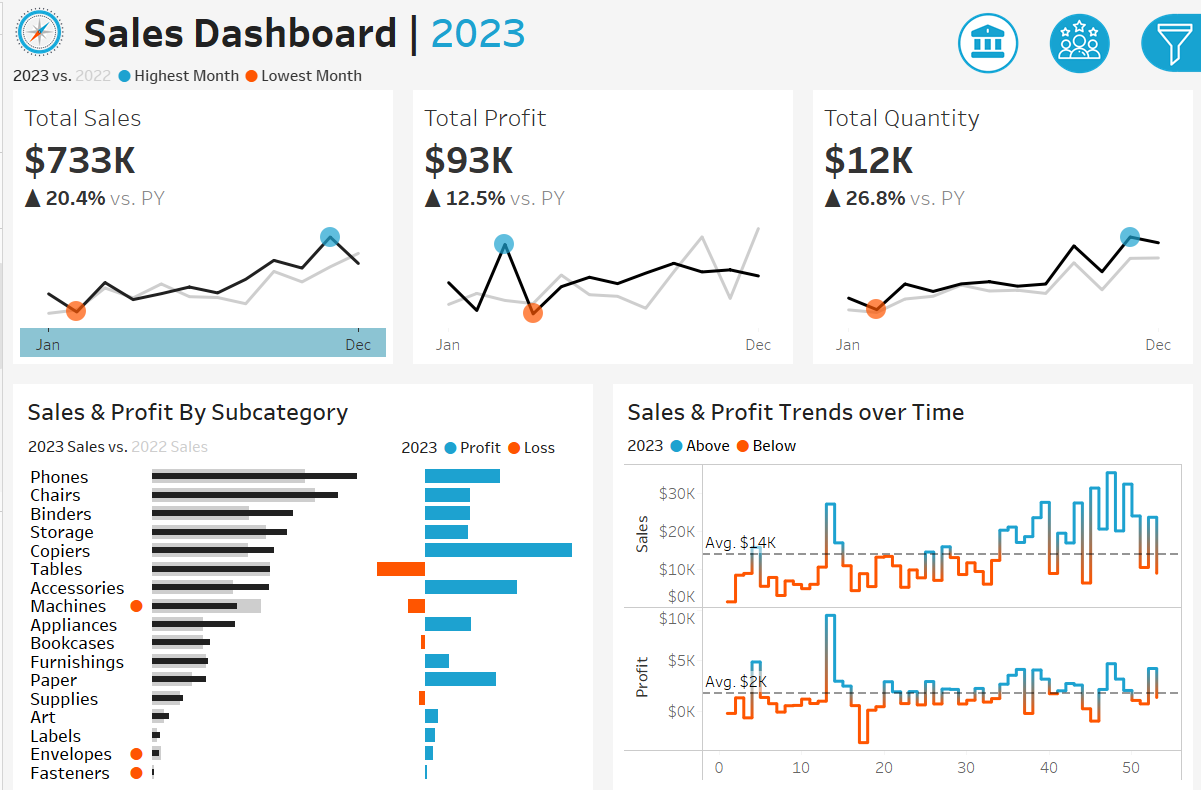 Sales Dashboard | 2023
2023 vs. 2022 Highest Month Lowest Month
Total Sales
$733K
▲ 20.4% vs. PY
Jan Dec
Total Profit
$93K
▲ 12.5% vs. PY
Jan Dec
Total Quantity
$12K
▲ 26.8% vs. PY
Jan Dec
Sales & Profit By Subcategory
2023 Sales vs. 2022 Sales
2023 Profit Loss
Phones
Chairs
Binders
Storage
Copiers
Tables
Accessories
Machines
Appliances
Bookcases
Furnishings
Paper
Supplies
Art
Labels
Envelopes
Fasteners
Sales & Profit Trends over Time
2023 Above Below
Sales
$30K
$20K
$10K
$0K
Avg. $14K
Profit
$10K
$5K
$0K
Avg. $2K
0 10 20 30 40 50